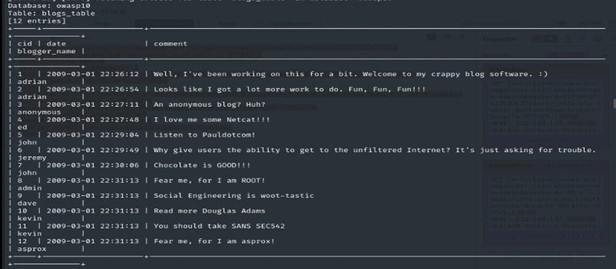 Database: owasp10
Table: blogs_table
[12 entries]
| cid | date | comment
| blogger_name |
| 1 | 2009-03-01 22:26:12 | Well, I've been working on this for a bit. Welcome to my crappy blog software. :)
adrian |
| 2 | 2009-03-01 22:26:54 | Looks like I got a lot more work to do. Fun, Fun, Fun!!!
adrian |
| 3 | 2009-03-01 22:27:11 | An anonymous blog? Huh?
anonymous |
| 4 | 2009-03-01 22:27:48 | I love me some Netcat!!!
ed |
| 5 | 2009-03-01 22:29:04 | Listen to Pauldotcom!
john |
| 6 | 2009-03-01 22:29:49 | Why give users the ability to get to the unfiltered Internet? It's just asking for trouble.
jeremy |
| 7 | 2009-03-01 22:30:06 | Chocolate is GOOD!!!
john |
| 8 | 2009-03-01 22:31:13 | Fear me, for I am ROOT!
admin |
| 9 | 2009-03-01 22:31:13 | Social Engineering is woot-tastic
dave |
| 10 | 2009-03-01 22:31:13 | Read more Douglas Adams
kevin |
| 11 | 2009-03-01 22:31:13 | You should take SANS SEC542
kevin |
| 12 | 2009-03-01 22:31:13 | Fear me, for I am asprox!
asprox |